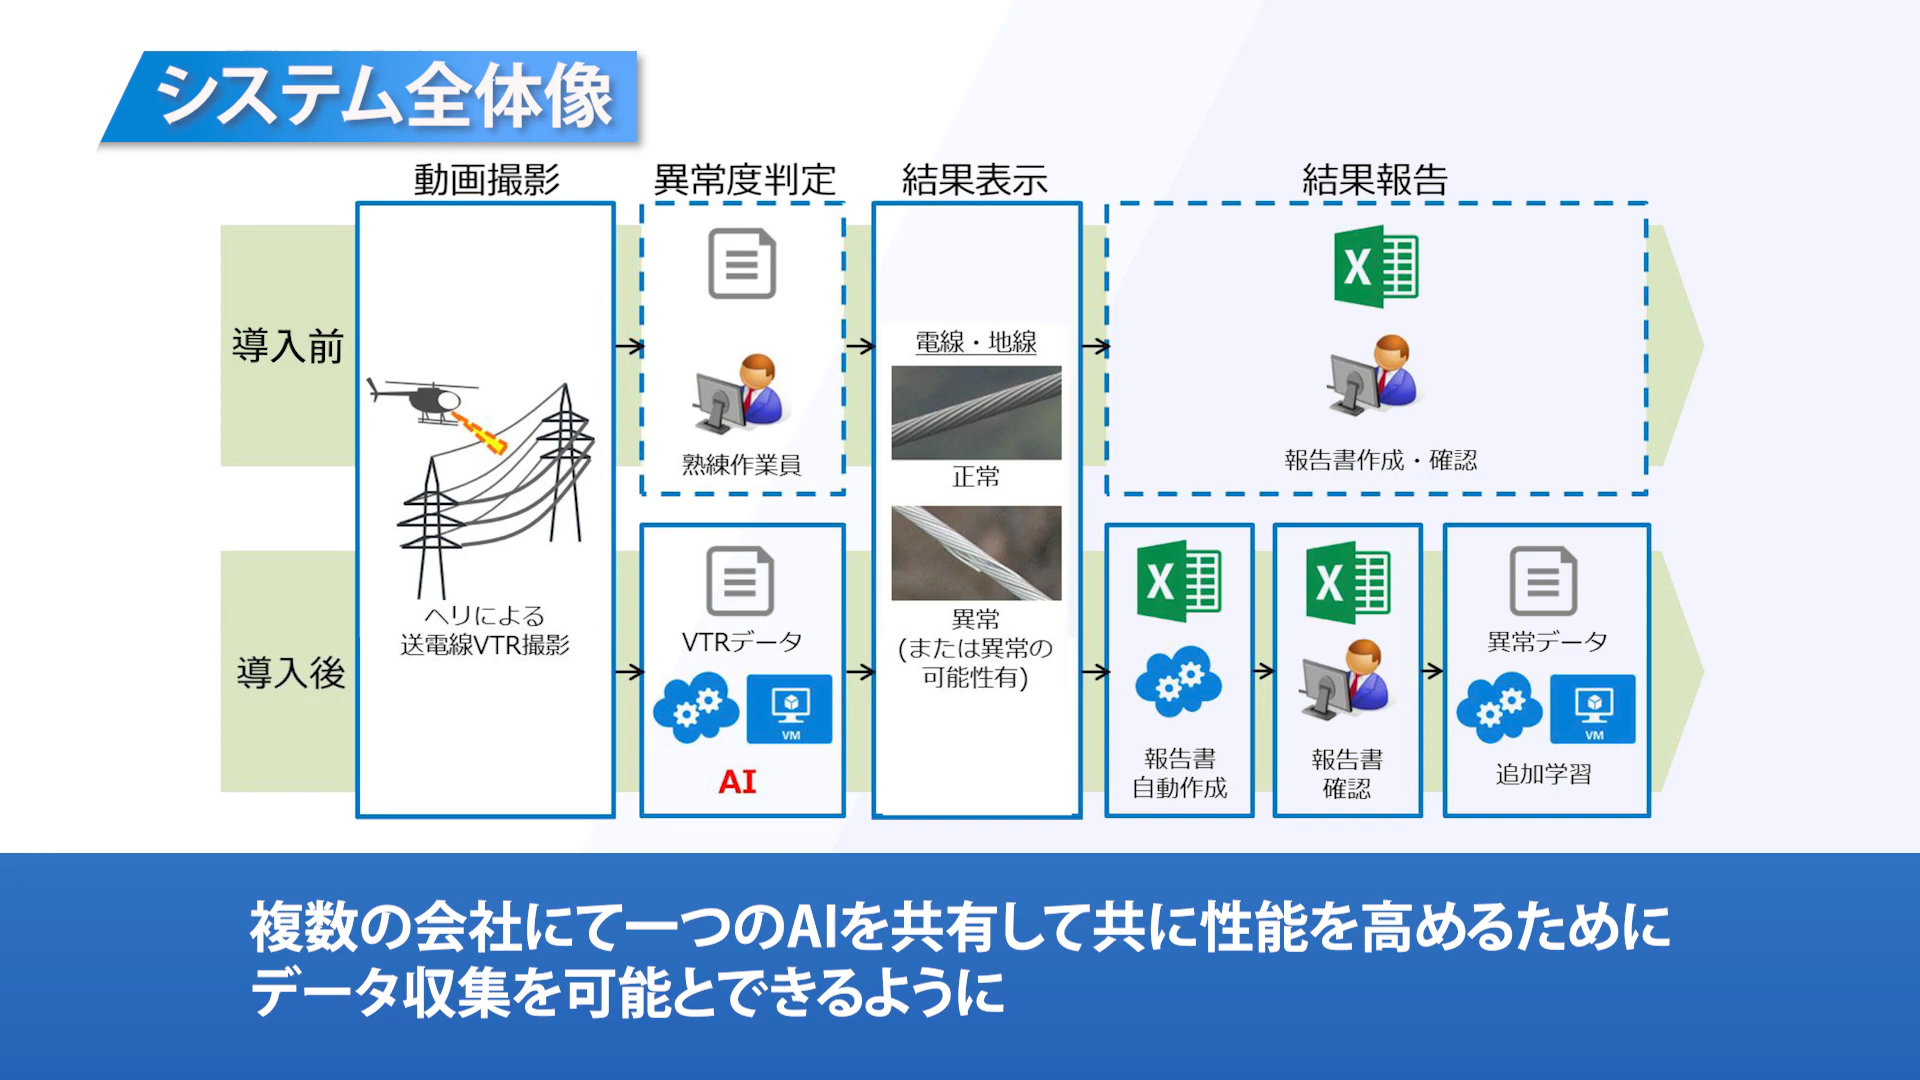 システム全体像
動画撮影
異常度判定
結果表示
結果報告
導入前
熟練作業員
電線・地線
正常
報告書作成・確認
導入後
ヘリによる
送電線VTR撮影
VTRデータ
VM
AI
異常
(または異常の
可能性有)
報告書
自動作成
報告書
確認
異常データ
VM
追加学習
複数の会社にて一つのAIを共有して共に性能を高めるために
データ収集を可能とできるように